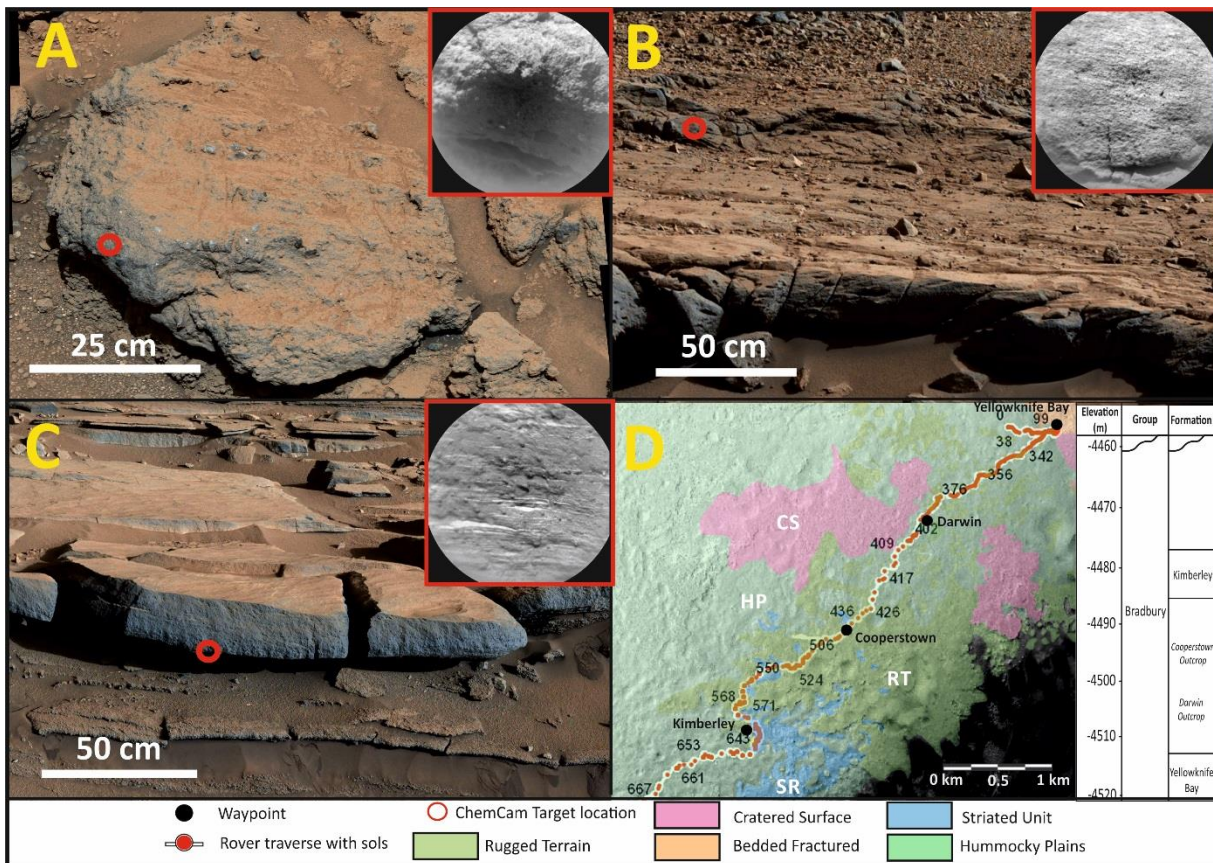 A
25 cm
B
50 cm
C
50 cm
D
Yellowknife Bay
0
99
38
342
356
376
Darwin
402
CS
409
417
HP
436
426
Cooperstown
506
550
524
RT
568
571
Kimberley
643
653
661
667
SR
0 km 0.5 1 km
Elevation
(m)
Group
Formation
-4460
-4470
-4480
-4490
-4500
-4510
-4520
Bradbury
Kimberley
Cooperstown
Outcrop
Darwin
Outcrop
Yellowknife
Bay
Waypoint
ChemCam Target location
Cratered Surface
Striated Unit
Rover traverse with sols
Rugged Terrain
Bedded Fractured
Hummocky Plains